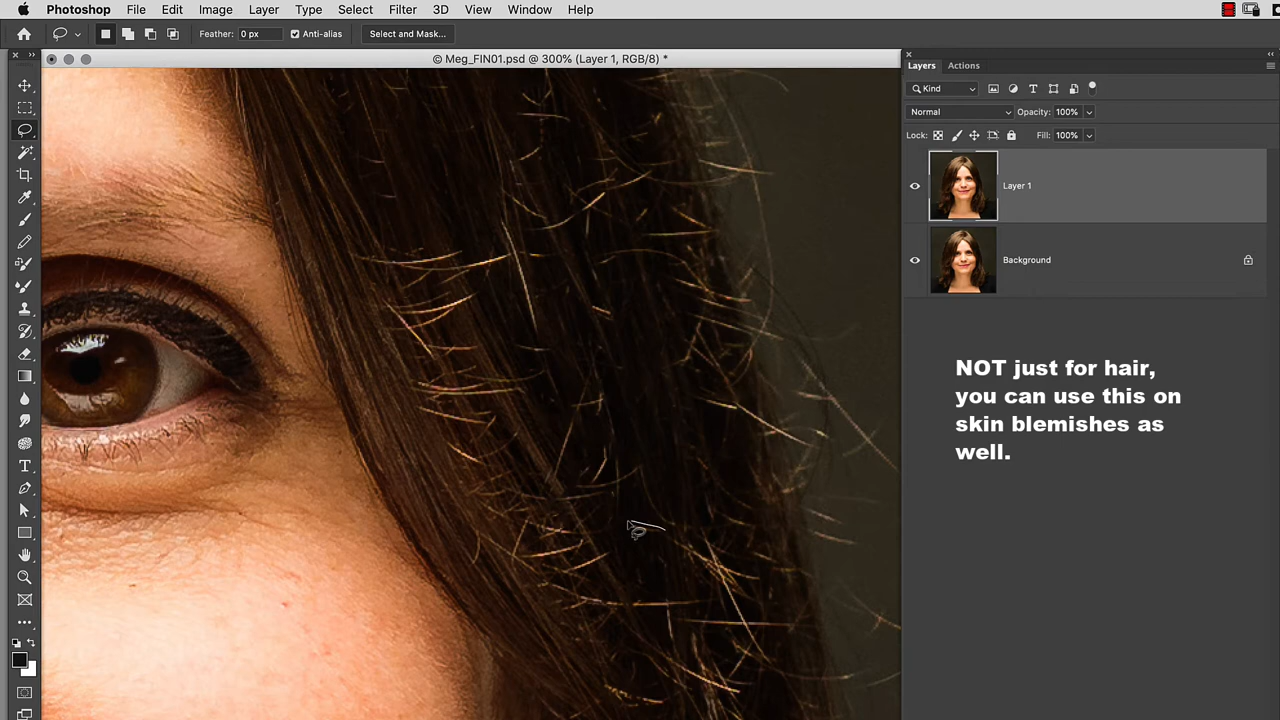 Photoshop File Edit Image Layer Type Select Filter 3D View Window Help
Feather: 0 px Anti-alias Select and Mask...
© Meg_FIN01.psd @ 300% (Layer 1, RGB/8) *
Layers Actions
Kind
Normal Opacity: 100%
Lock: Fill: 100%
Layer 1
Background
NOT just for hair,
you can use this on
skin blemishes as
well.